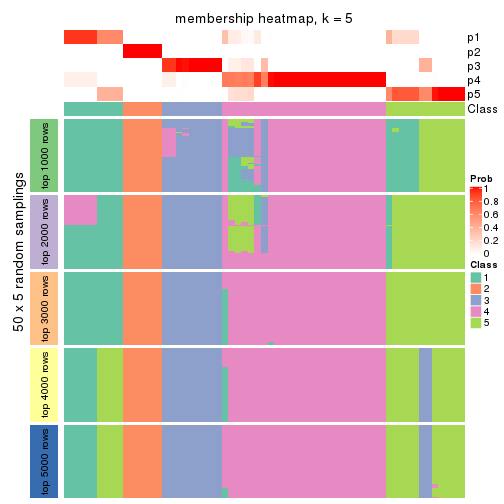 membership heatmap, k = 5
p1
p2
p3
p4
p5
Class
50 x 5 random samplings
top 1000 rows
top 2000 rows
top 3000 rows
top 4000 rows
top 5000 rows
Prob
1
0.8
0.6
0.4
0.2
0
Class
1
2
3
4
5